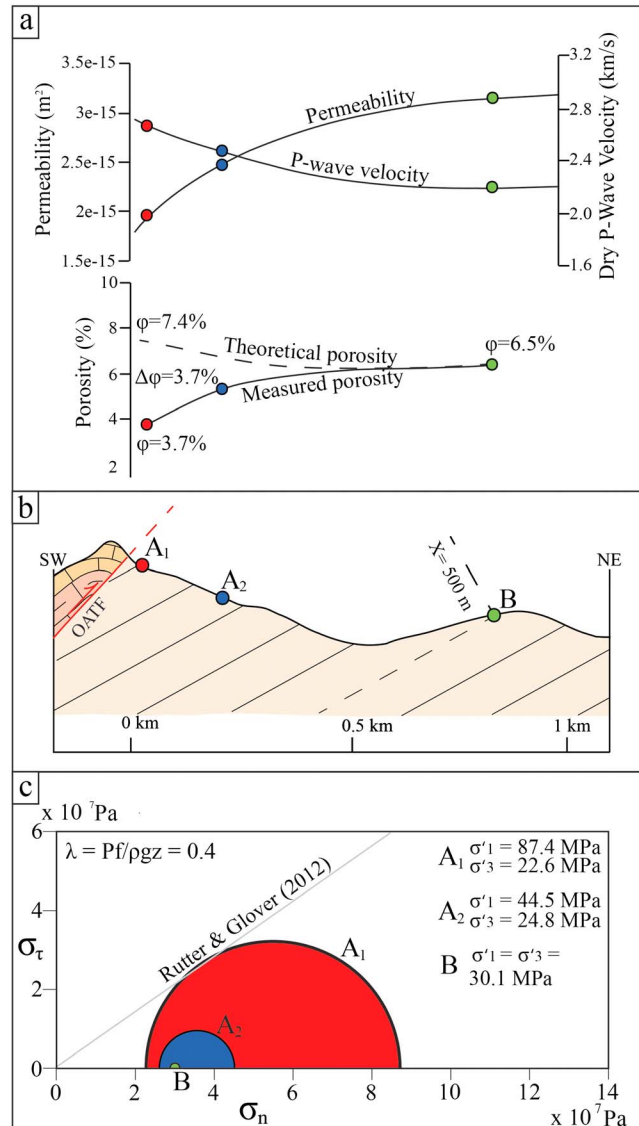 a
3.5e-15
3e-15
2.5e-15
2e-15
1.5e-15
Permeability (m²)
Permeability
P-wave velocity
3.2
2.8
2.4
2.0
1.6
Dry P-Wave Velocity (km/s)
10
8
6
4
2
Porosity (%)
φ=7.4%
Theoretical porosity
φ=6.5%
Δφ=3.7%
Measured porosity
φ=3.7%
b
SW
A₁
A₂
X= 500 m
B
NE
OATF
0 km
0.5 km
1 km
c
x 10 ⁷Pa
6
4
2
0
στ
λ = Pf/ρgz = 0.4
Rutter & Glover (2012)
A₁
A₂
B
A₁ σ'1 = 87.4 MPa
σ'3 = 22.6 MPa
A₂ σ'1 = 44.5 MPa
σ'3 = 24.8 MPa
B σ'1 = σ'3 =
30.1 MPa
0 2 4 6 8 10 12 14
σn
x 10 ⁷Pa